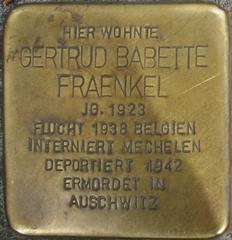 HIER WOHNTE
GERTRUD BABETTE
FRAENKEL
JG. 1923
FLUCHT 1938 BELGIEN
INTERNIERT MECHELEN
DEPORTIERT 1942
ERMORDET IN
AUSCHWITZ